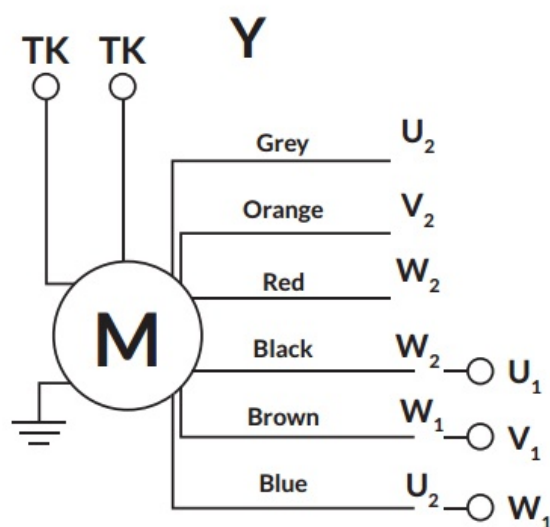 Y
TK TK
Grey U₂
Orange V₂
Red W₂
Black W₂ U₁
M
Brown W₁ V₁
Blue U₂ W₁